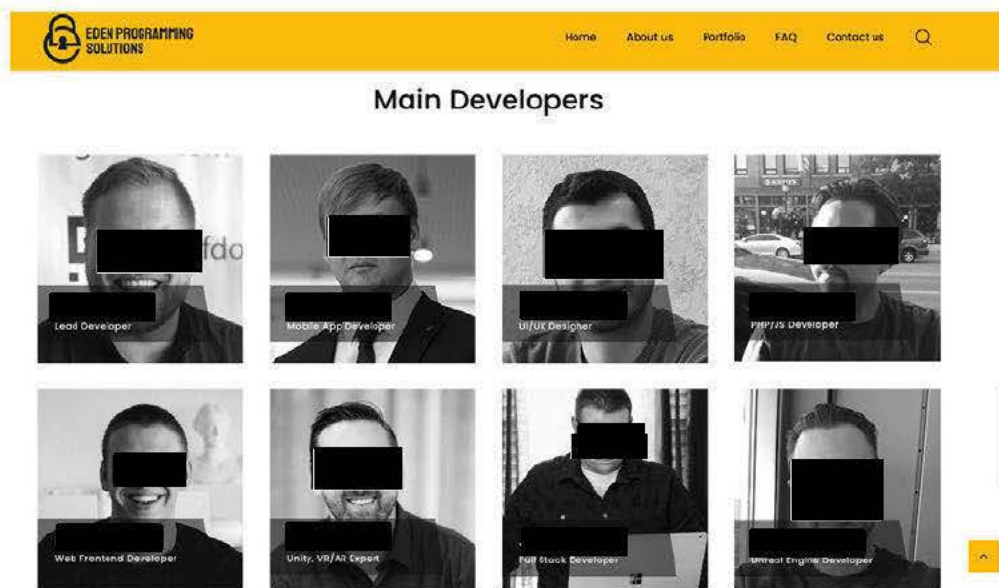 EDEN PROGRAMMING
SOLUTIONS
Home About us Portfolio FAQ Contact us
Main Developers
fdo
Lead Developer
Mobile App Developer
UI/UX Designer
PHP/JS Developer
Web Frontend Developer
Unity, VR/AR Expert
Full Stack Developer
Unreal Engine Developer